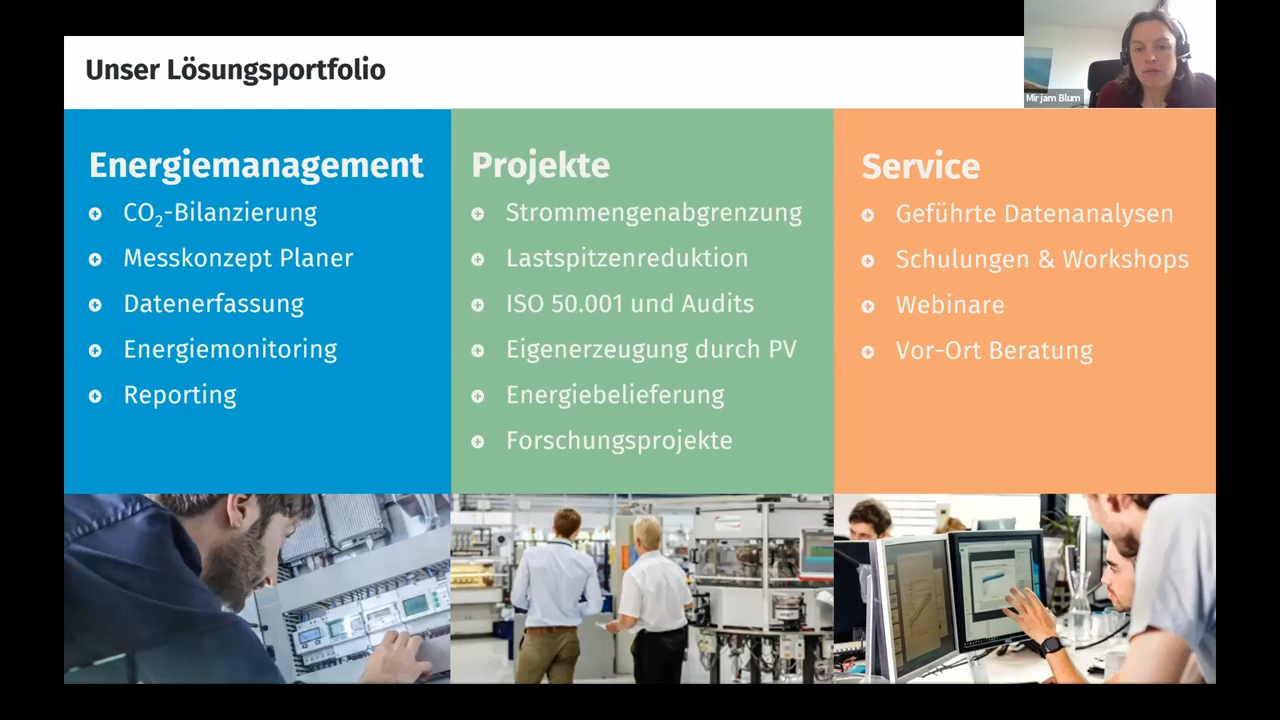 Unser Lösungsportfolio
Mirjam Blum
Energiemanagement
CO₂-Bilanzierung
Messkonzept Planer
Datenerfassung
Energiemonitoring
Reporting
Projekte
Strommengenabgrenzung
Lastspitzenreduktion
ISO 50.001 und Audits
Eigenerzeugung durch PV
Energiebelieferung
Forschungsprojekte
Service
Geführte Datenanalysen
Schulungen & Workshops
Webinare
Vor-Ort Beratung